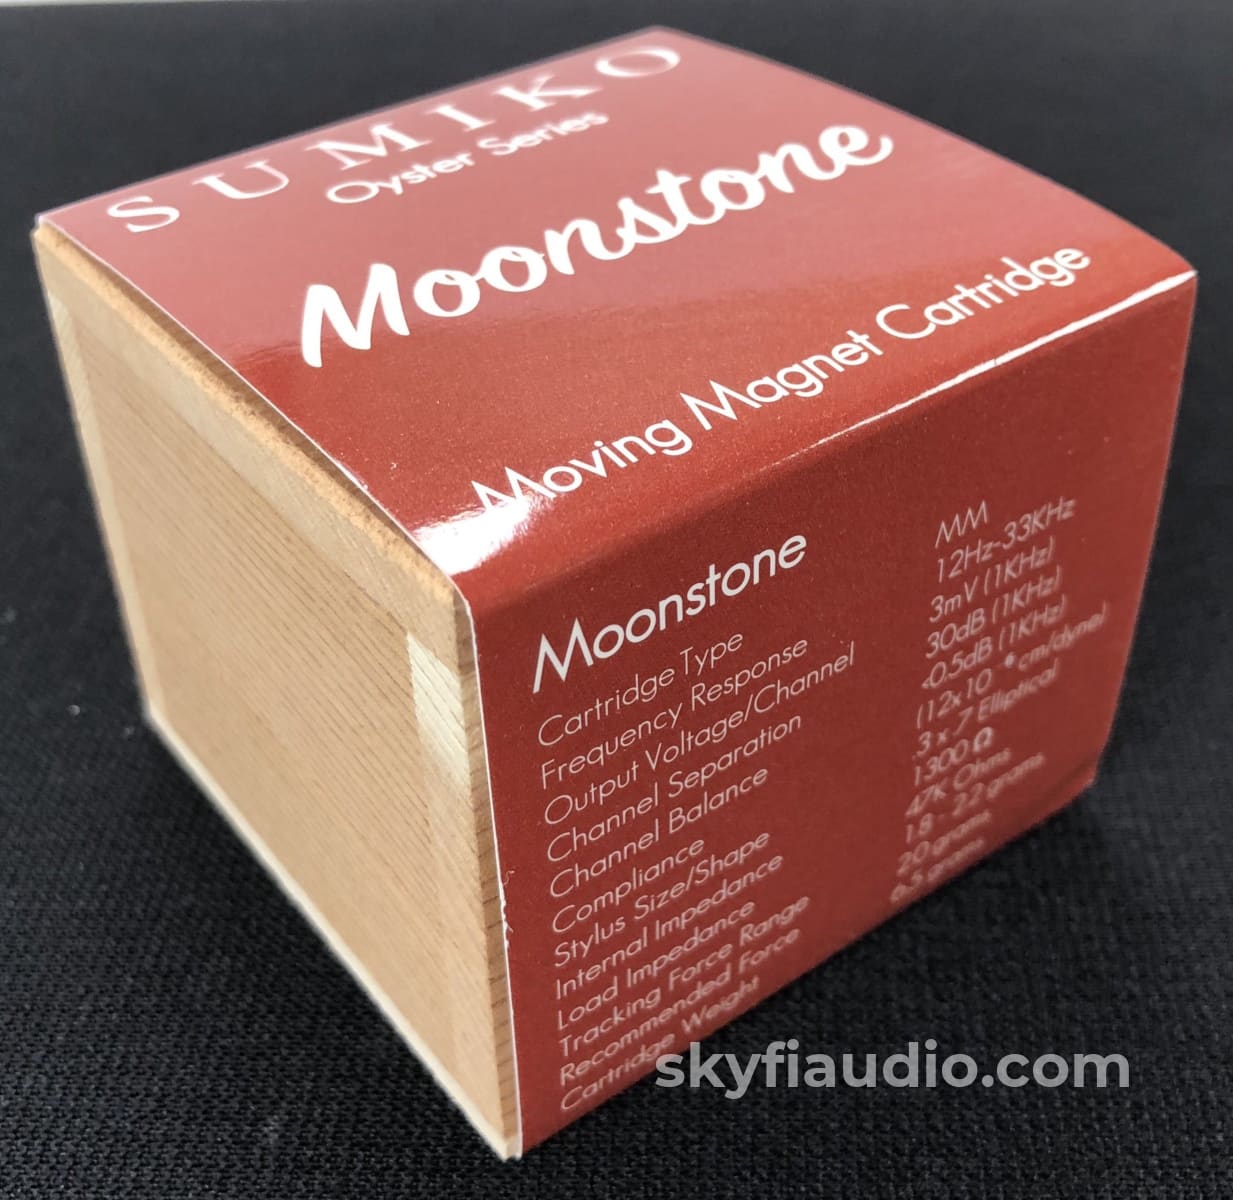 SUMIKO
Oyster Series
Moonstone
Moving Magnet Cartridge
Moonstone
Cartridge Type MM
Frequency Response 12Hz-33KHz
Output Voltage/Channel 3mV (1KHz)
Channel Separation 30dB (1KHz)
Channel Balance <0.5dB (1KHz)
Compliance (12x10⁻⁶ cm/dyne)
Stylus Size/Shape .3 x .7 Elliptical
Internal Impedance 1300 Ω
Load Impedance 47K Ohms
Tracking Force Range 1.8 - 2.2 grams
Recommended Force 2.0 grams
Cartridge Weight 6.5 grams
skyfiaudio.com